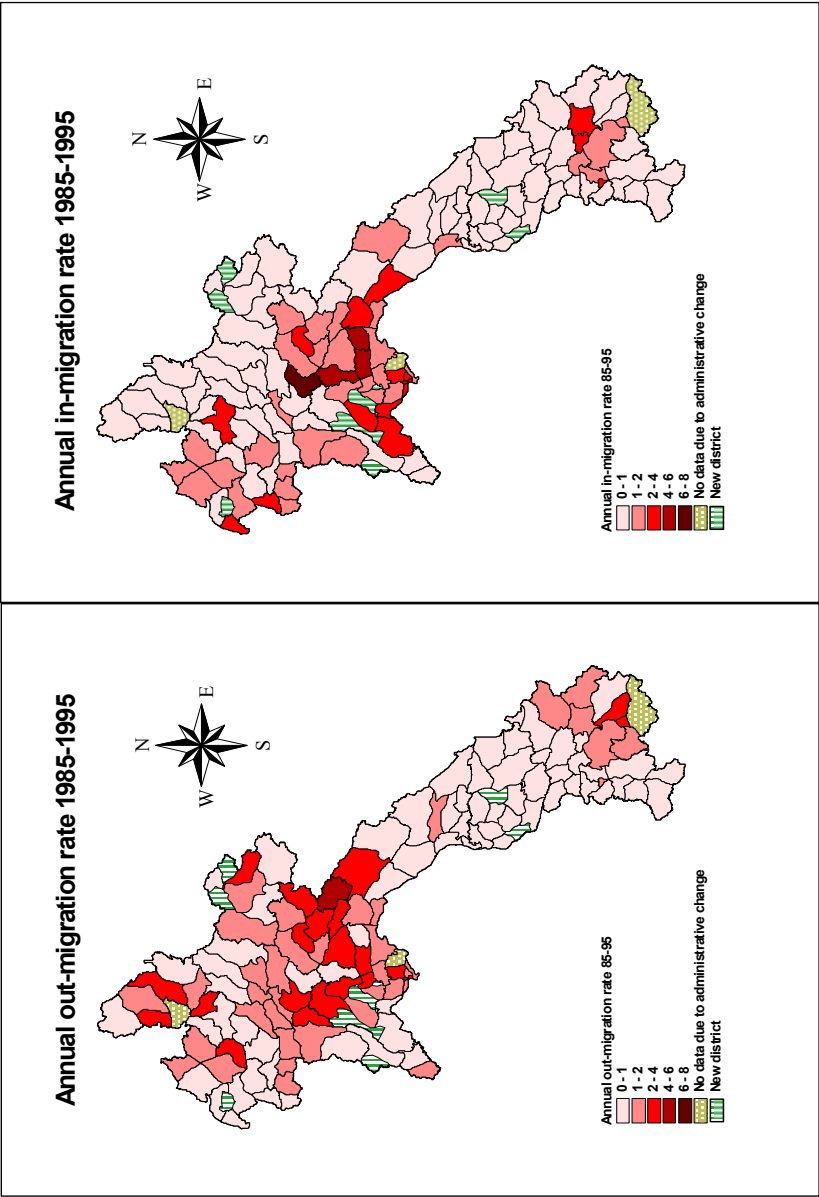 Annual out-migration rate 1985-1995
N
W
E
S
Annual out-migration rate 85-95
0 - 1
1 - 2
2 - 4
4 - 6
6 - 8
No data due to administrative change
New district
Annual in-migration rate 1985-1995
N
W
E
S
Annual in-migration rate 85-95
0 - 1
1 - 2
2 - 4
4 - 6
6 - 8
No data due to administrative change
New district